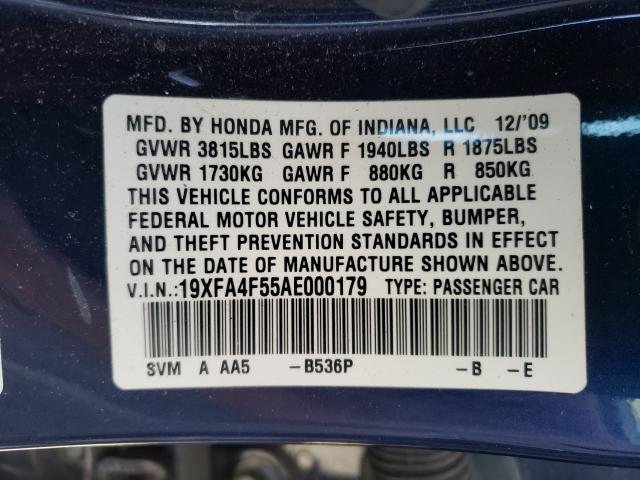 MFD. BY HONDA MFG. OF INDIANA, LLC 12/'09
GVWR 3815LBS GAWR F 1940LBS R 1875LBS
GVWR 1730KG GAWR F 880KG R 850KG
THIS VEHICLE CONFORMS TO ALL APPLICABLE
FEDERAL MOTOR VEHICLE SAFETY, BUMPER,
AND THEFT PREVENTION STANDARDS IN EFFECT
ON THE DATE OF MANUFACTURE SHOWN ABOVE.
V.I.N.:19XFA4F55AE000179 TYPE: PASSENGER CAR
SVM A AA5 -B536P -B -E